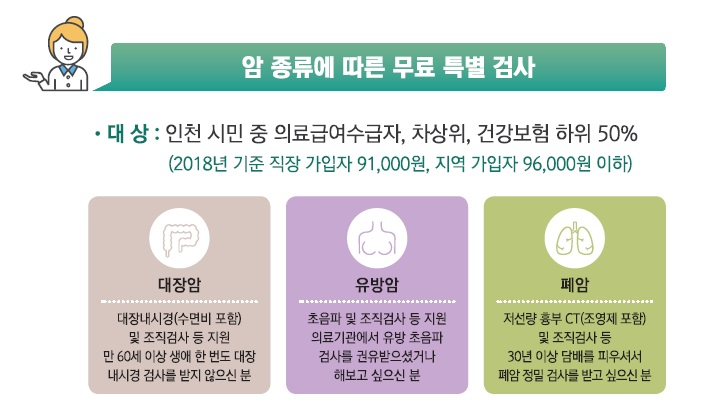 암 종류에 따른 무료 특별 검사
• 대 상 : 인천 시민 중 의료급여수급자, 차상위, 건강보험 하위 50%
(2018년 기준 직장 가입자 91,000원, 지역 가입자 96,000원 이하)
대장암
대장내시경(수면비 포함)
및 조직검사 등 지원
만 60세 이상 생애 한 번도 대장
내시경 검사를 받지 않으신 분
유방암
초음파 및 조직검사 등 지원
의료기관에서 유방 초음파
검사를 권유받으셨거나
해보고 싶으신 분
폐암
저선량 흉부 CT(조영제 포함)
및 조직검사 등
30년 이상 담배를 피우셔서
폐암 정밀 검사를 받고 싶으신 분